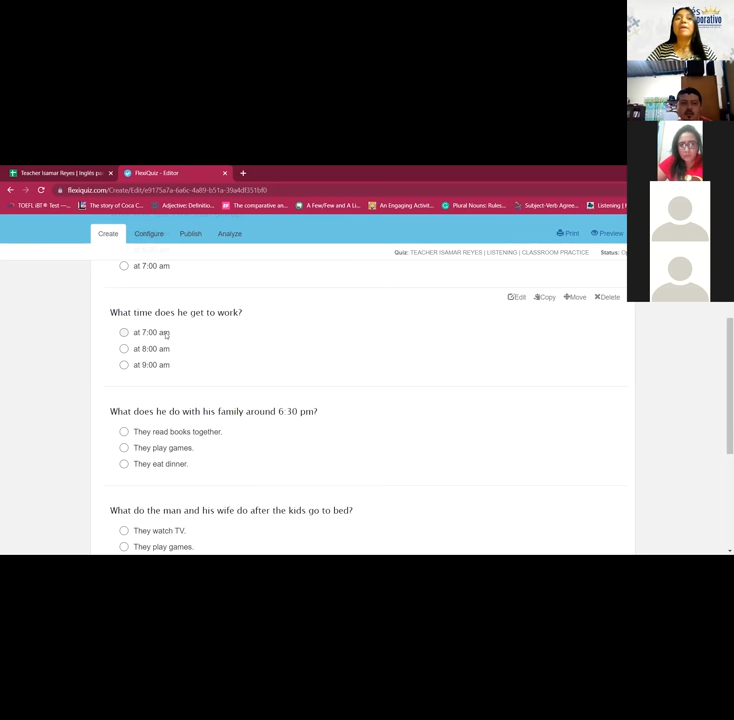 Inglés
porativo
Teacher Isamar Reyes | Inglés pa
FlexiQuiz - Editor
flexiquiz.com/Create/Edit/e9175a7a-6a6c-4a89-b51a-39a4df351bf0
TOEFL iBT® Test —...
The story of Coca C...
Adjective: Definitio...
The comparative an...
A Few/Few and A Li...
An Engaging Activit...
Plural Nouns: Rules...
Subject-Verb Agree...
Listening |
Create
Configure
Publish
Analyze
Print
Preview
Quiz: TEACHER ISAMAR REYES | LISTENING | CLASSROOM PRACTICE
Status: O
at 7:00 am
Edit Copy Move Delete
What time does he get to work?
at 7:00 am
at 8:00 am
at 9:00 am
What does he do with his family around 6:30 pm?
They read books together.
They play games.
They eat dinner.
What do the man and his wife do after the kids go to bed?
They watch TV.
They play games.